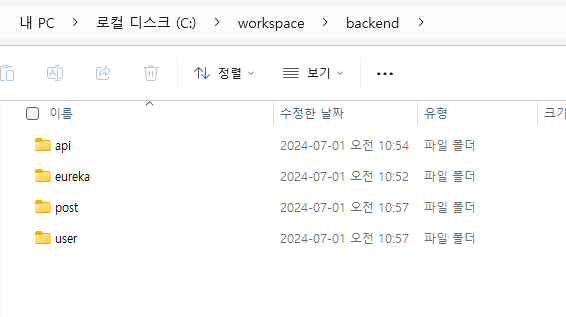 내 PC > 로컬 디스크 (C:) > workspace > backend >
정렬 보기 ...
이름 수정한 날짜 유형 크기
api 2024-07-01 오전 10:54 파일 폴더
eureka 2024-07-01 오전 10:52 파일 폴더
post 2024-07-01 오전 10:57 파일 폴더
user 2024-07-01 오전 10:57 파일 폴더